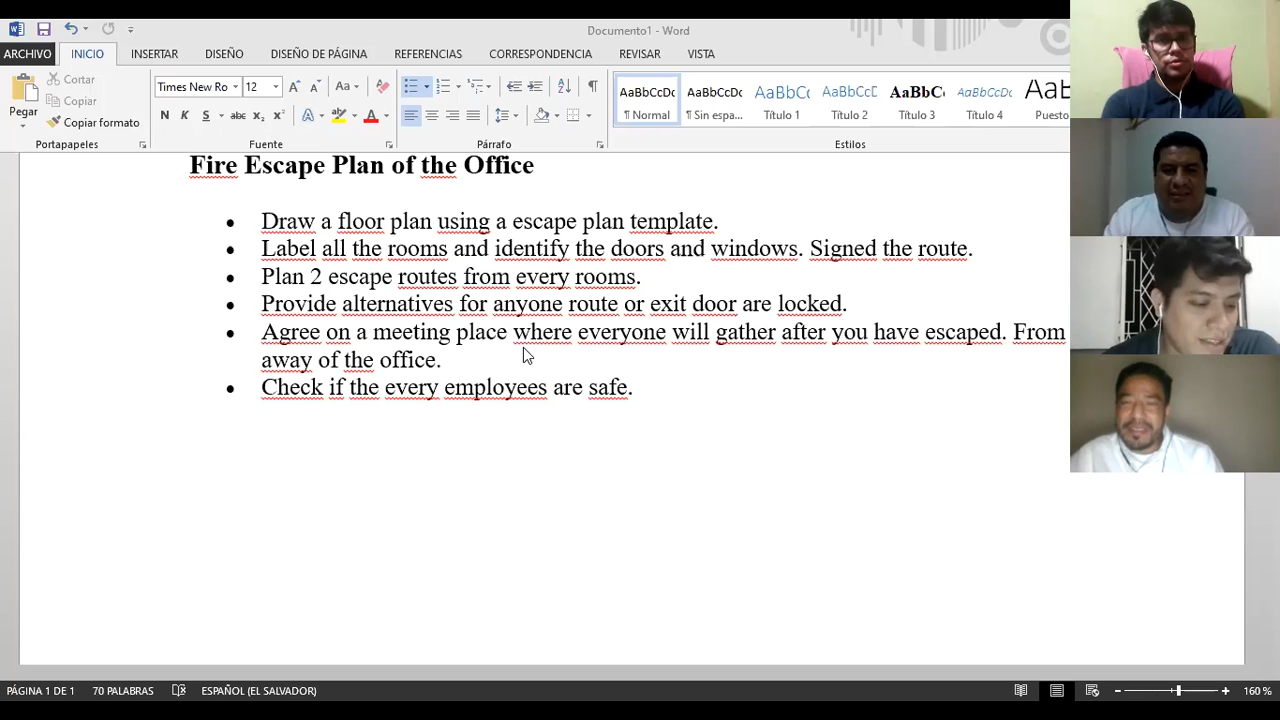 Documento1 - Word
ARCHIVO INICIO INSERTAR DISEÑO DISEÑO DE PÁGINA REFERENCIAS CORRESPONDENCIA REVISAR VISTA
Pegar
Cortar
Copiar
Copiar formato
Times New Ro 12
Aa
N K S abc x₂ x² A A
AaBbCcDc AaBbCcDc AaBbCc AaBbCcD AaBbC AaBbCcDc AaB
¶ Normal ¶ Sin espa... Título 1 Título 2 Título 3 Título 4 Puesto
Portapapeles Fuente Párrafo Estilos
Fire Escape Plan of the Office
• Draw a floor plan using a escape plan template.
• Label all the rooms and identify the doors and windows. Signed the route.
• Plan 2 escape routes from every rooms.
• Provide alternatives for anyone route or exit door are locked.
• Agree on a meeting place where everyone will gather after you have escaped. From
away of the office.
• Check if the every employees are safe.
PÁGINA 1 DE 1 70 PALABRAS ESPAÑOL (EL SALVADOR) 160 %